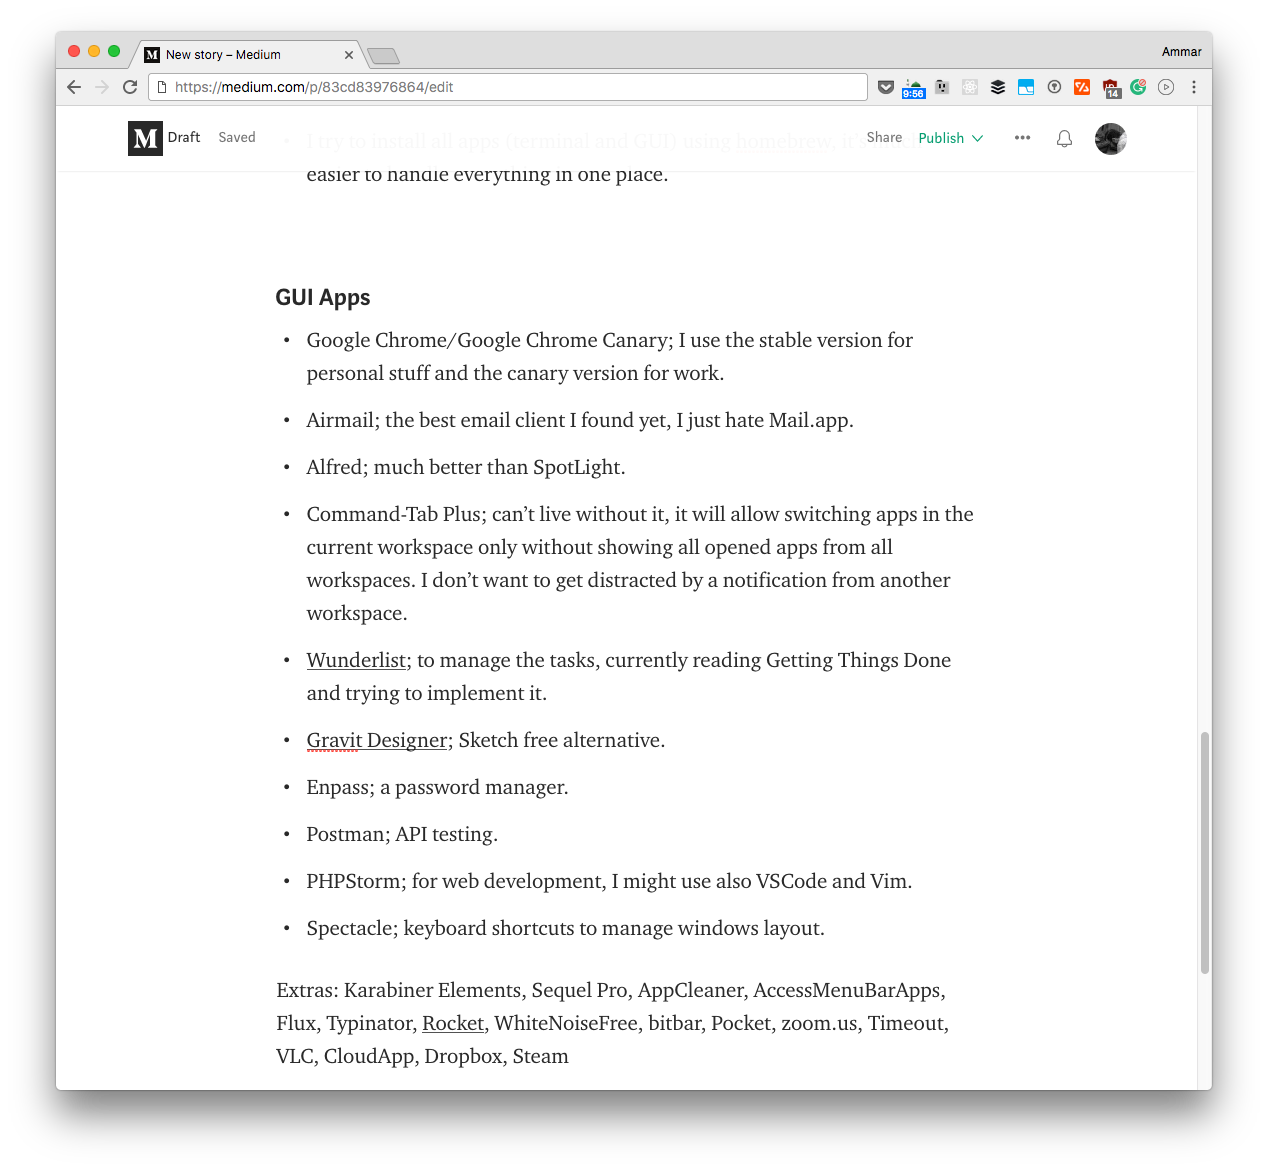 New story – Medium
Ammar
https://medium.com/p/83cd83976864/edit
9:56
14
M Draft Saved
Share Publish
I try to install all apps (terminal and GUI) using homebrew, it's
easier to handle everything in one place.
GUI Apps
• Google Chrome/Google Chrome Canary; I use the stable version for
personal stuff and the canary version for work.
• Airmail; the best email client I found yet, I just hate Mail.app.
• Alfred; much better than SpotLight.
• Command-Tab Plus; can’t live without it, it will allow switching apps in the
current workspace only without showing all opened apps from all
workspaces. I don’t want to get distracted by a notification from another
workspace.
• Wunderlist; to manage the tasks, currently reading Getting Things Done
and trying to implement it.
• Gravit Designer; Sketch free alternative.
• Enpass; a password manager.
• Postman; API testing.
• PHPStorm; for web development, I might use also VSCode and Vim.
• Spectacle; keyboard shortcuts to manage windows layout.
Extras: Karabiner Elements, Sequel Pro, AppCleaner, AccessMenuBarApps,
Flux, Typinator, Rocket, WhiteNoiseFree, bitbar, Pocket, zoom.us, Timeout,
VLC, CloudApp, Dropbox, Steam